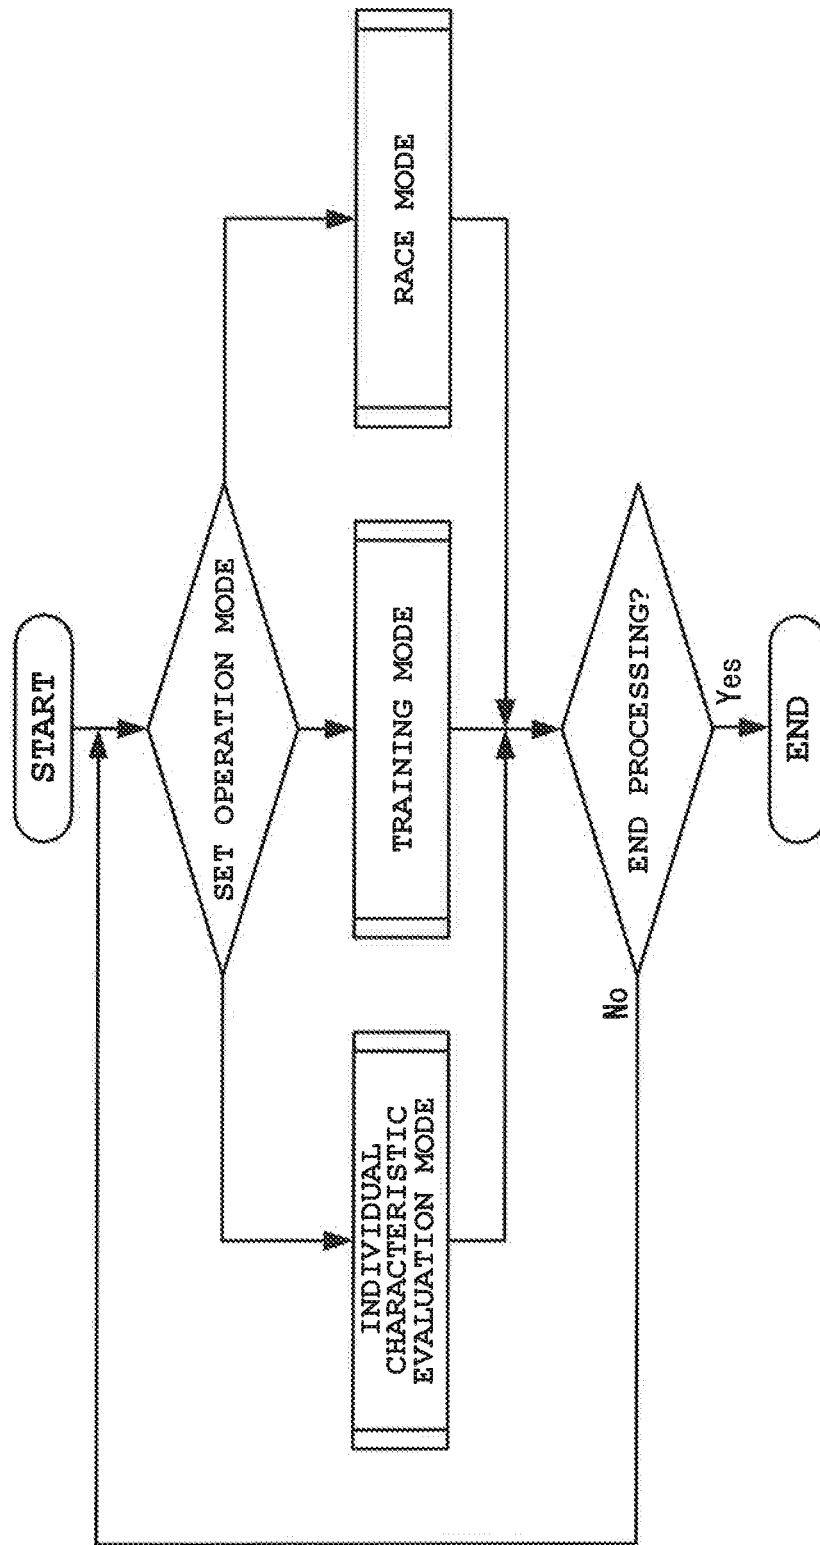 START
SET OPERATION MODE
INDIVIDUAL
CHARACTERISTIC
EVALUATION MODE
TRAINING MODE
RACE MODE
END PROCESSING?
No
Yes
END